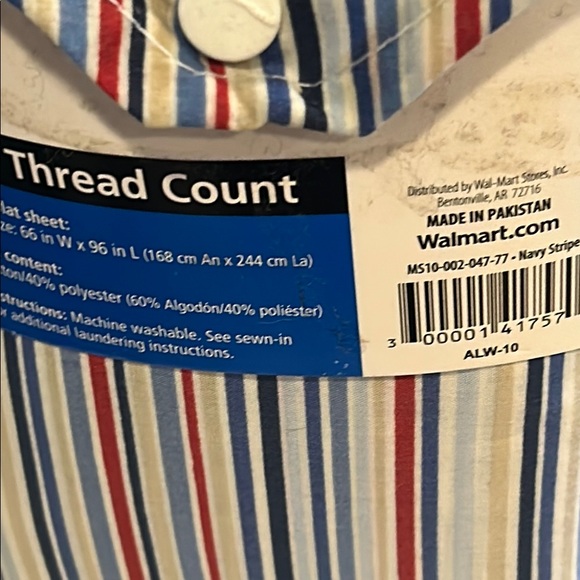 Thread Count
lat sheet:
ze: 66 in W x 96 in L (168 cm An x 244 cm La)
content:
ton/40% polyester (60% Algodón/40% poliéster)
structions: Machine washable. See sewn-in
r additional laundering instructions.
Distributed by Wal-Mart Stores, Inc.
Bentonville, AR 72716
MADE IN PAKISTAN
Walmart.com
MS10-002-047-77 - Navy Stripe
3 00001 41757
ALW-10